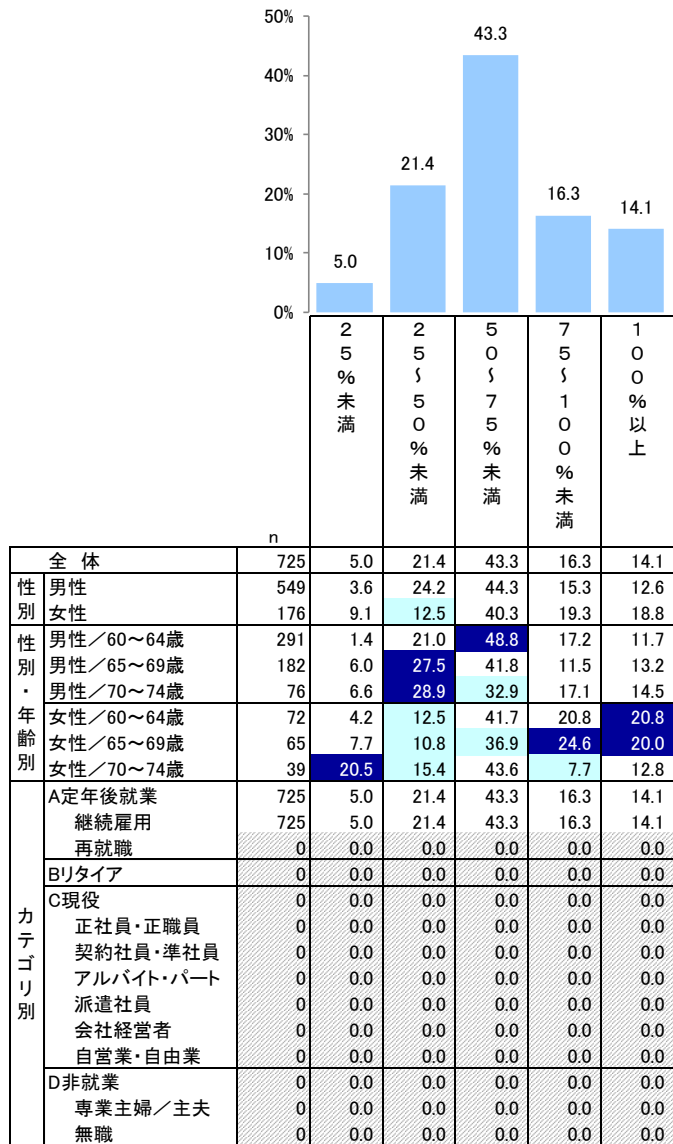 50%
40%
30%
20%
10%
0%
5.0
21.4
43.3
16.3
14.1
25%未満
25~50%未満
50~75%未満
75~100%未満
100%以上
n
全 体 725 5.0 21.4 43.3 16.3 14.1
性別
男性 549 3.6 24.2 44.3 15.3 12.6
女性 176 9.1 12.5 40.3 19.3 18.8
性別・年齢別
男性/60~64歳 291 1.4 21.0 48.8 17.2 11.7
男性/65~69歳 182 6.0 27.5 41.8 11.5 13.2
男性/70~74歳 76 6.6 28.9 32.9 17.1 14.5
女性/60~64歳 72 4.2 12.5 41.7 20.8 20.8
女性/65~69歳 65 7.7 10.8 36.9 24.6 20.0
女性/70~74歳 39 20.5 15.4 43.6 7.7 12.8
カテゴリ別
A定年後就業 725 5.0 21.4 43.3 16.3 14.1
継続雇用 725 5.0 21.4 43.3 16.3 14.1
再就職 0 0.0 0.0 0.0 0.0 0.0
Bリタイア 0 0.0 0.0 0.0 0.0 0.0
C現役 0 0.0 0.0 0.0 0.0 0.0
正社員・正職員 0 0.0 0.0 0.0 0.0 0.0
契約社員・準社員 0 0.0 0.0 0.0 0.0 0.0
アルバイト・パート 0 0.0 0.0 0.0 0.0 0.0
派遣社員 0 0.0 0.0 0.0 0.0 0.0
会社経営者 0 0.0 0.0 0.0 0.0 0.0
自営業・自由業 0 0.0 0.0 0.0 0.0 0.0
D非就業 0 0.0 0.0 0.0 0.0 0.0
専業主婦/主夫 0 0.0 0.0 0.0 0.0 0.0
無職 0 0.0 0.0 0.0 0.0 0.0